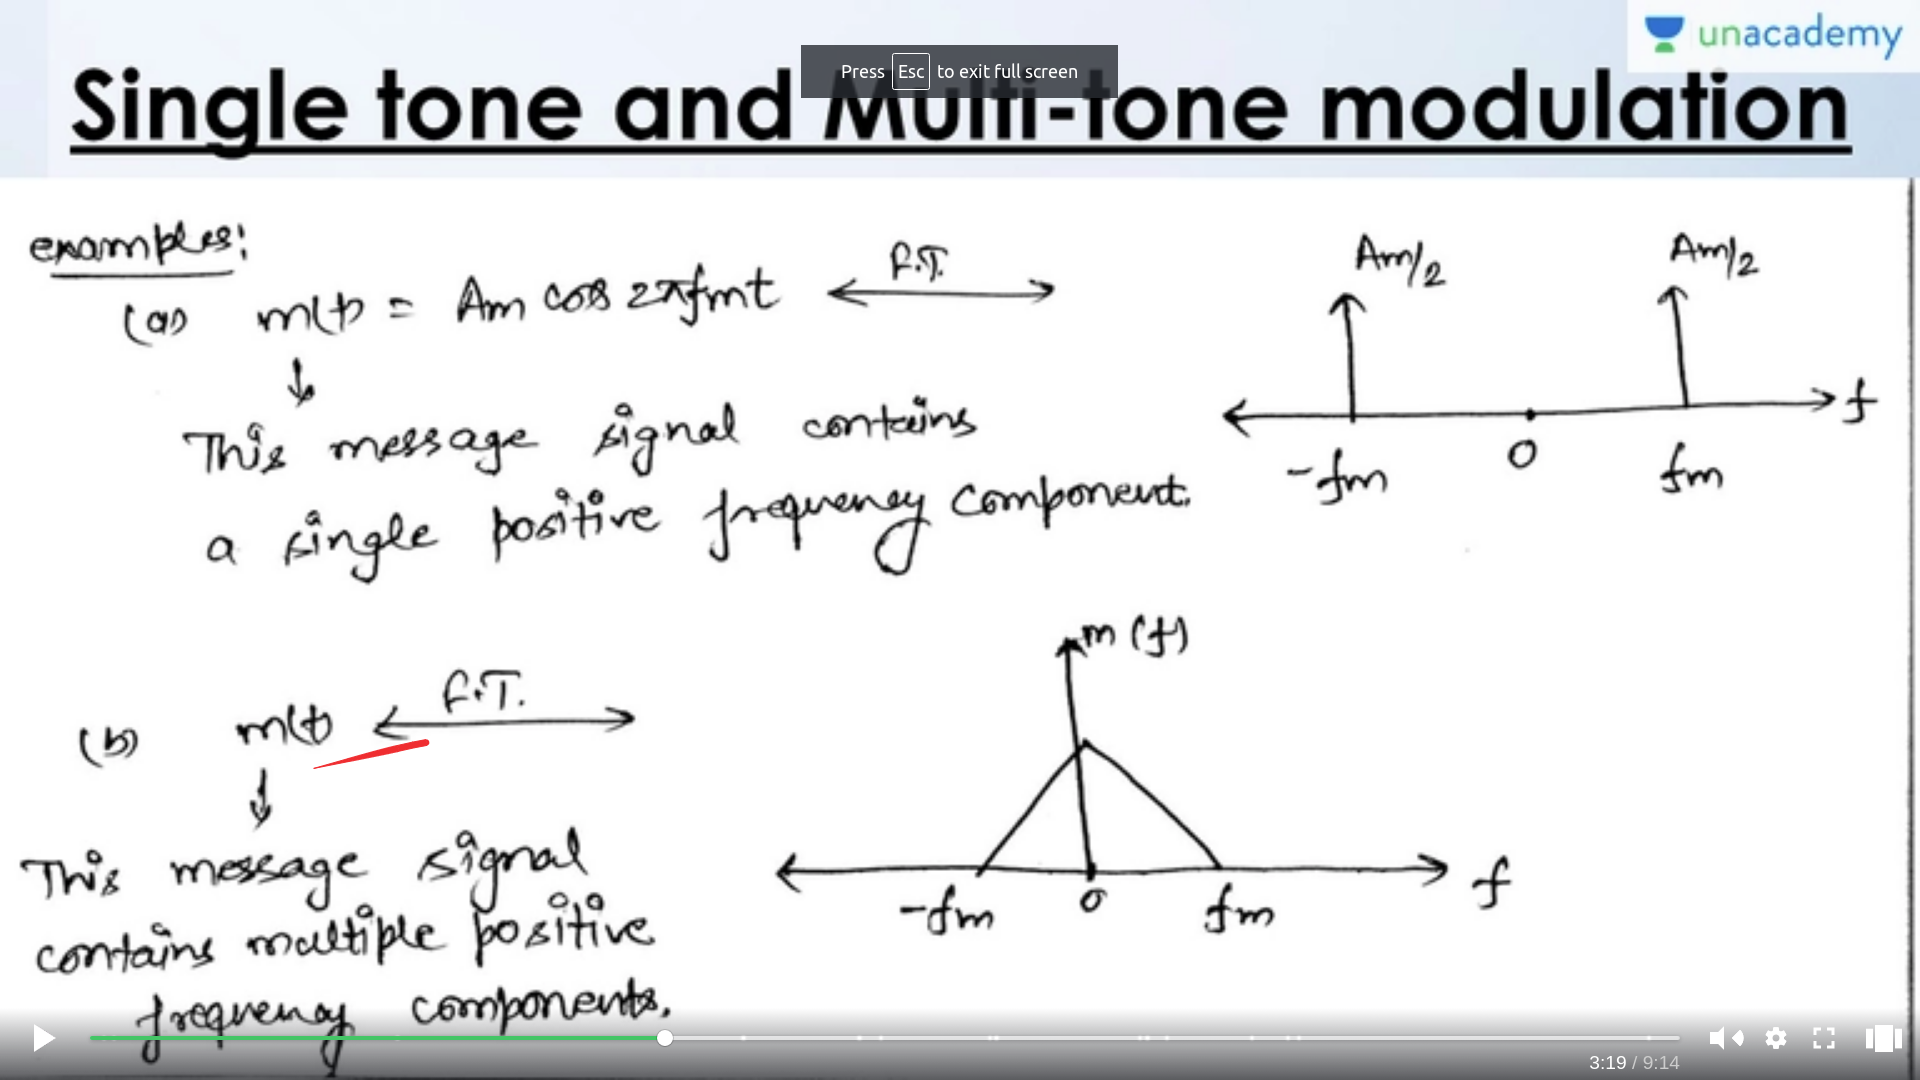 unacademy
Press Esc to exit full screen
Single tone and Multi-tone modulation
examples:
(a) m(t) = Am cos 2πfmt F.T.
Am/2 Am/2
-fm 0 fm f
This message signal contains
a single positive frequency component.
m(f)
(b) m(t) F.T.
-fm 0 fm f
This message signal
contains multiple positive
frequency components.
3:19 / 9:14